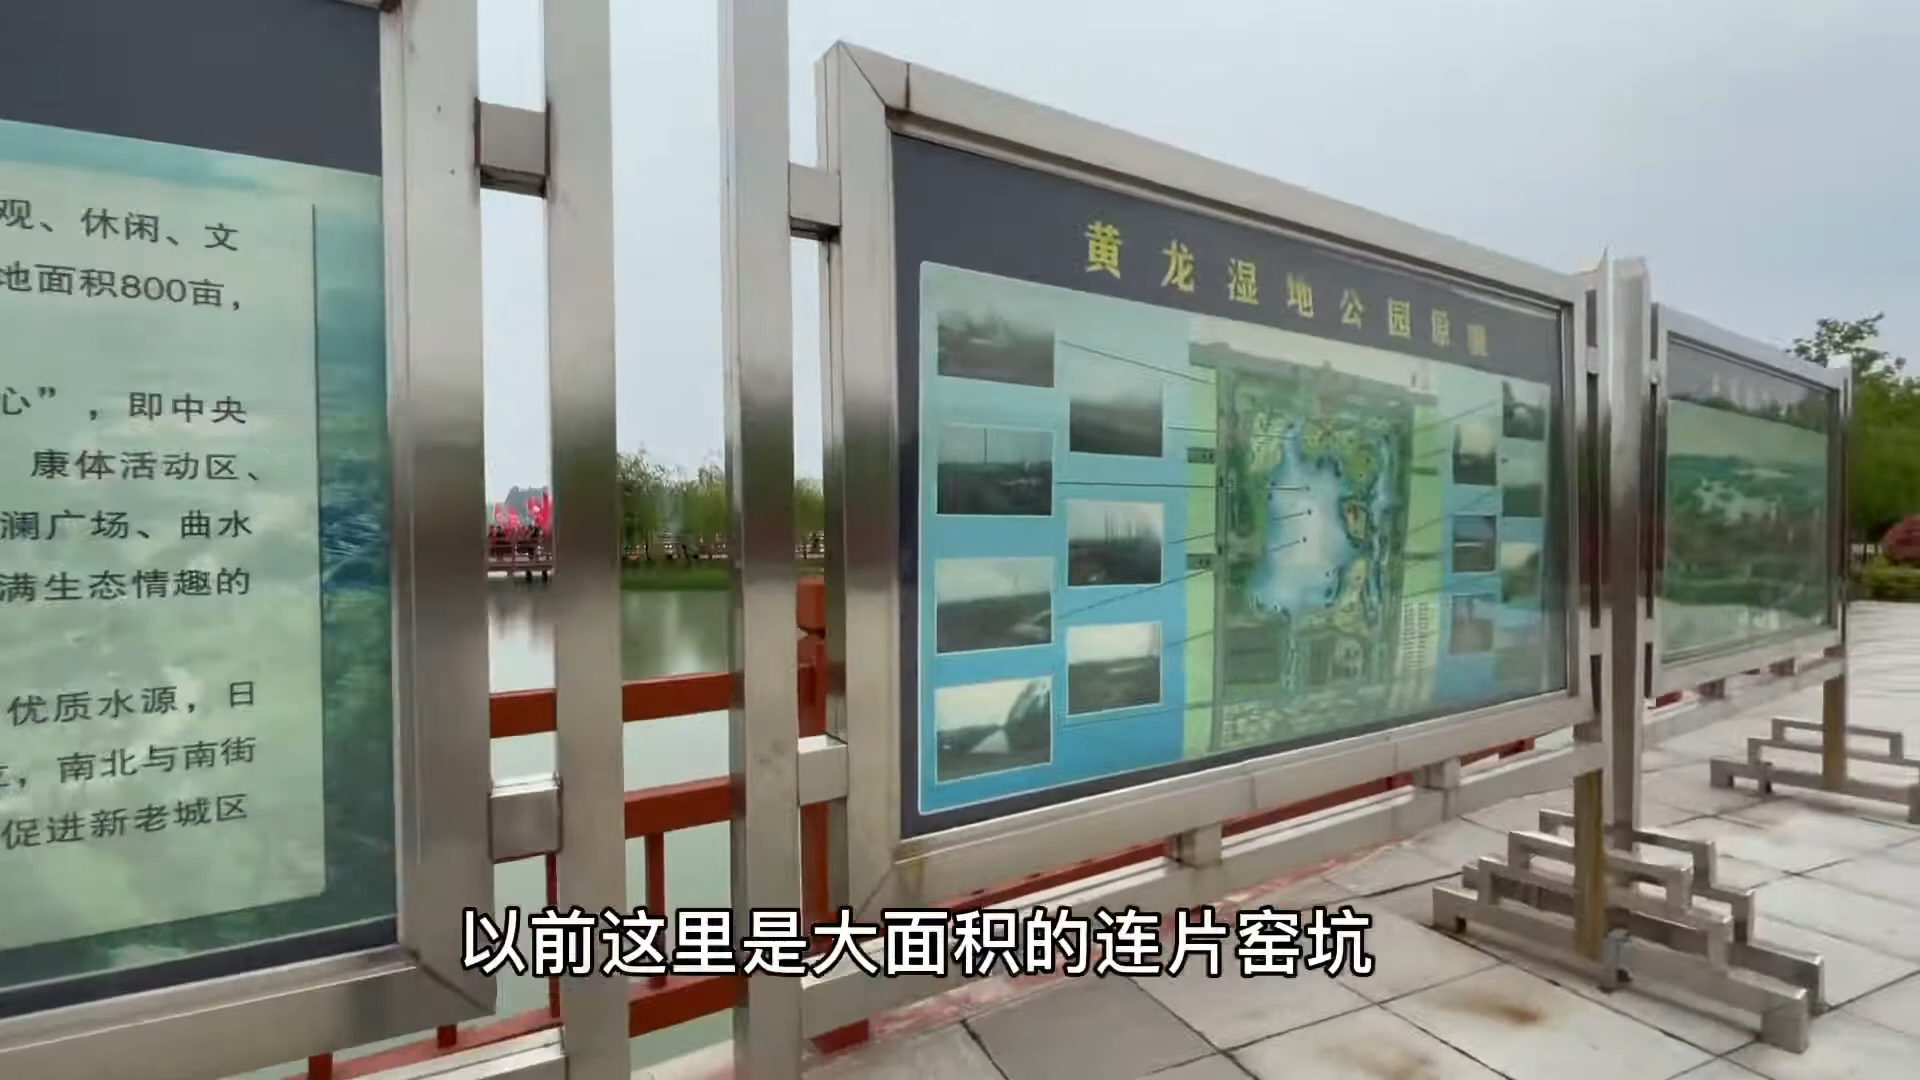 观、休闲、文
地面积800亩，
心”，即中央
康体活动区、
澜广场、曲水
满生态情趣的
优质水源，日
，南北与南街
促进新老城区
黄龙湿地公园原貌
以前这里是大面积的连片窑坑